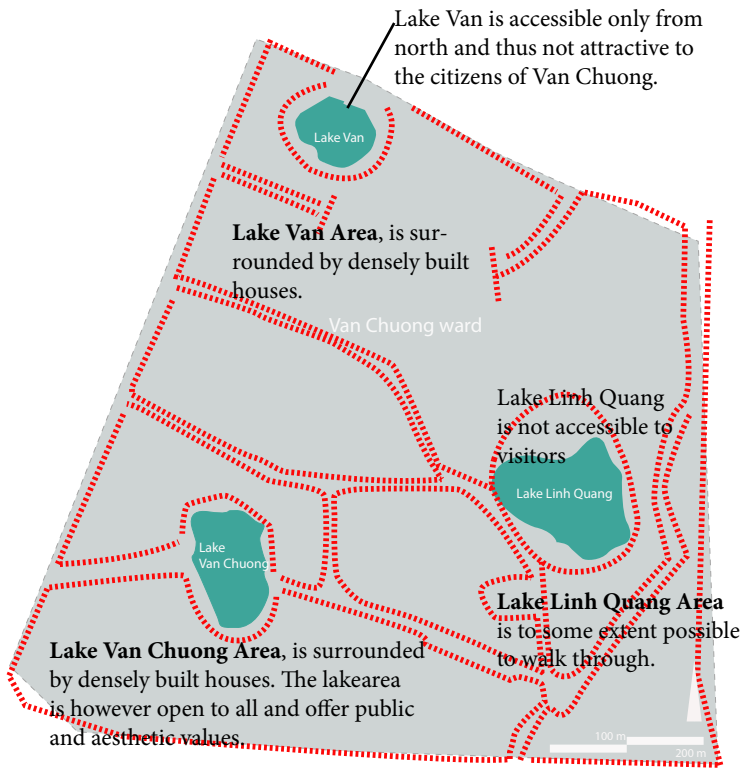 Lake Van is accessible only from
north and thus not attractive to
the citizens of Van Chuong.
Lake Van
Lake Van Area, is sur-
rounded by densely built
houses.
Van Chuong ward
Lake Linh Quang
is not accessible to
visitors
Lake Linh Quang
Lake
Van Chuong
Lake Linh Quang Area
is to some extent possible
to walk through.
Lake Van Chuong Area, is surrounded
by densely built houses. The lakearea
is however open to all and offer public
and aesthetic values.
100 m
200 m